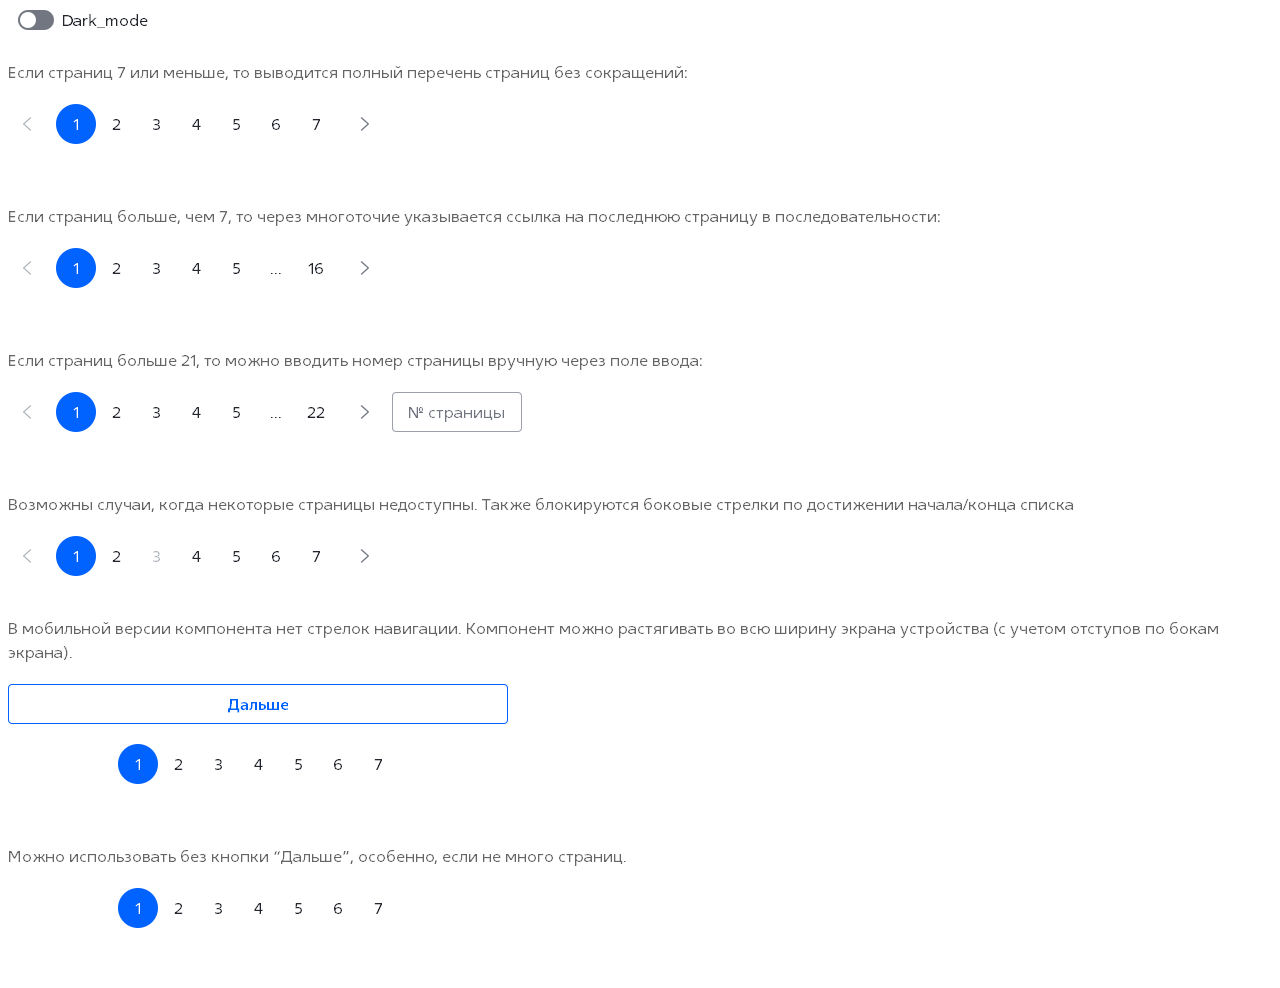 Dark_mode
Если страниц 7 или меньше, то выводится полный перечень страниц без сокращений:
1 2 3 4 5 6 7
Если страниц больше, чем 7, то через многоточие указывается ссылка на последнюю страницу в последовательности:
1 2 3 4 5 ... 16
Если страниц больше 21, то можно вводить номер страницы вручную через поле ввода:
1 2 3 4 5 ... 22 № страницы
Возможны случаи, когда некоторые страницы недоступны. Также блокируются боковые стрелки по достижении начала/конца списка
1 2 3 4 5 6 7
В мобильной версии компонента нет стрелок навигации. Компонент можно растягивать во всю ширину экрана устройства (с учетом отступов по бокам
экрана).
Дальше
1 2 3 4 5 6 7
Можно использовать без кнопки “Дальше”, особенно, если не много страниц.
1 2 3 4 5 6 7